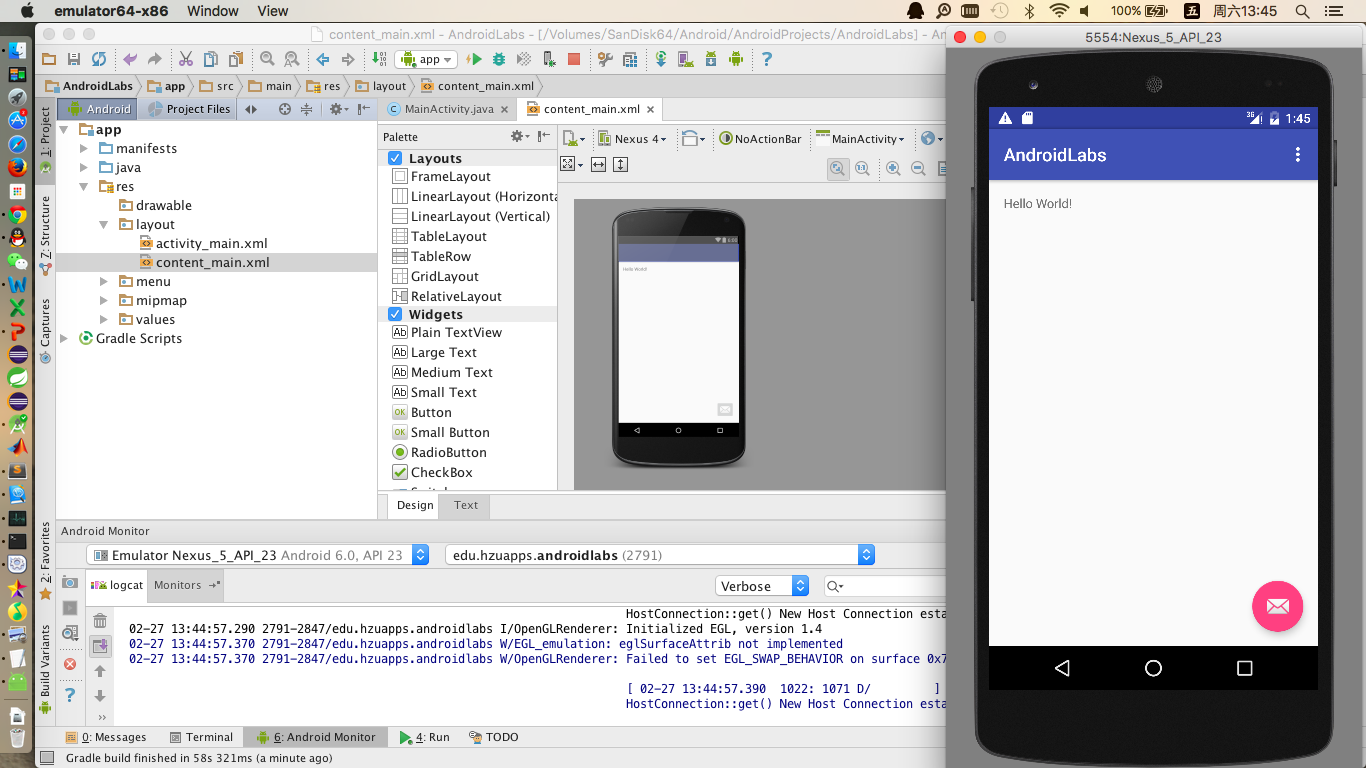 emulator64-x86 Window View 100% 五 周六13:45
content_main.xml - AndroidLabs - [/Volumes/SanDisk64/Android/AndroidProjects/AndroidLabs] - An
app
AndroidLabs app src main res layout content_main.xml
1: Project
Z: Structure
Captures
2: Favorites
Build Variants
Android Project Files
app
manifests
java
res
drawable
layout
activity_main.xml
content_main.xml
menu
mipmap
values
Gradle Scripts
MainActivity.java content_main.xml
Palette
Layouts
FrameLayout
LinearLayout (Horizonta
LinearLayout (Vertical)
TableLayout
TableRow
GridLayout
RelativeLayout
Widgets
Ab Plain TextView
Ab Large Text
Ab Medium Text
Ab Small Text
OK Button
OK Small Button
RadioButton
CheckBox
Nexus 4 NoActionBar MainActivity
1:1
Hello World!
Design Text
Android Monitor
Emulator Nexus_5_API_23 Android 6.0, API 23 edu.hzuapps.androidlabs (2791)
logcat Monitors Verbose
HostConnection::get() New Host Connection esta
02-27 13:44:57.290 2791-2847/edu.hzuapps.androidlabs I/OpenGLRenderer: Initialized EGL, version 1.4
02-27 13:44:57.370 2791-2847/edu.hzuapps.androidlabs W/EGL_emulation: eglSurfaceAttrib not implemented
02-27 13:44:57.370 2791-2847/edu.hzuapps.androidlabs W/OpenGLRenderer: Failed to set EGL_SWAP_BEHAVIOR on surface 0x7
[ 02-27 13:44:57.390 1022: 1071 D/ ]
HostConnection::get() New Host Connection esta
0: Messages Terminal 6: Android Monitor 4: Run TODO
Gradle build finished in 58s 321ms (a minute ago)
5554:Nexus_5_API_23
3G 1:45
AndroidLabs
Hello World!